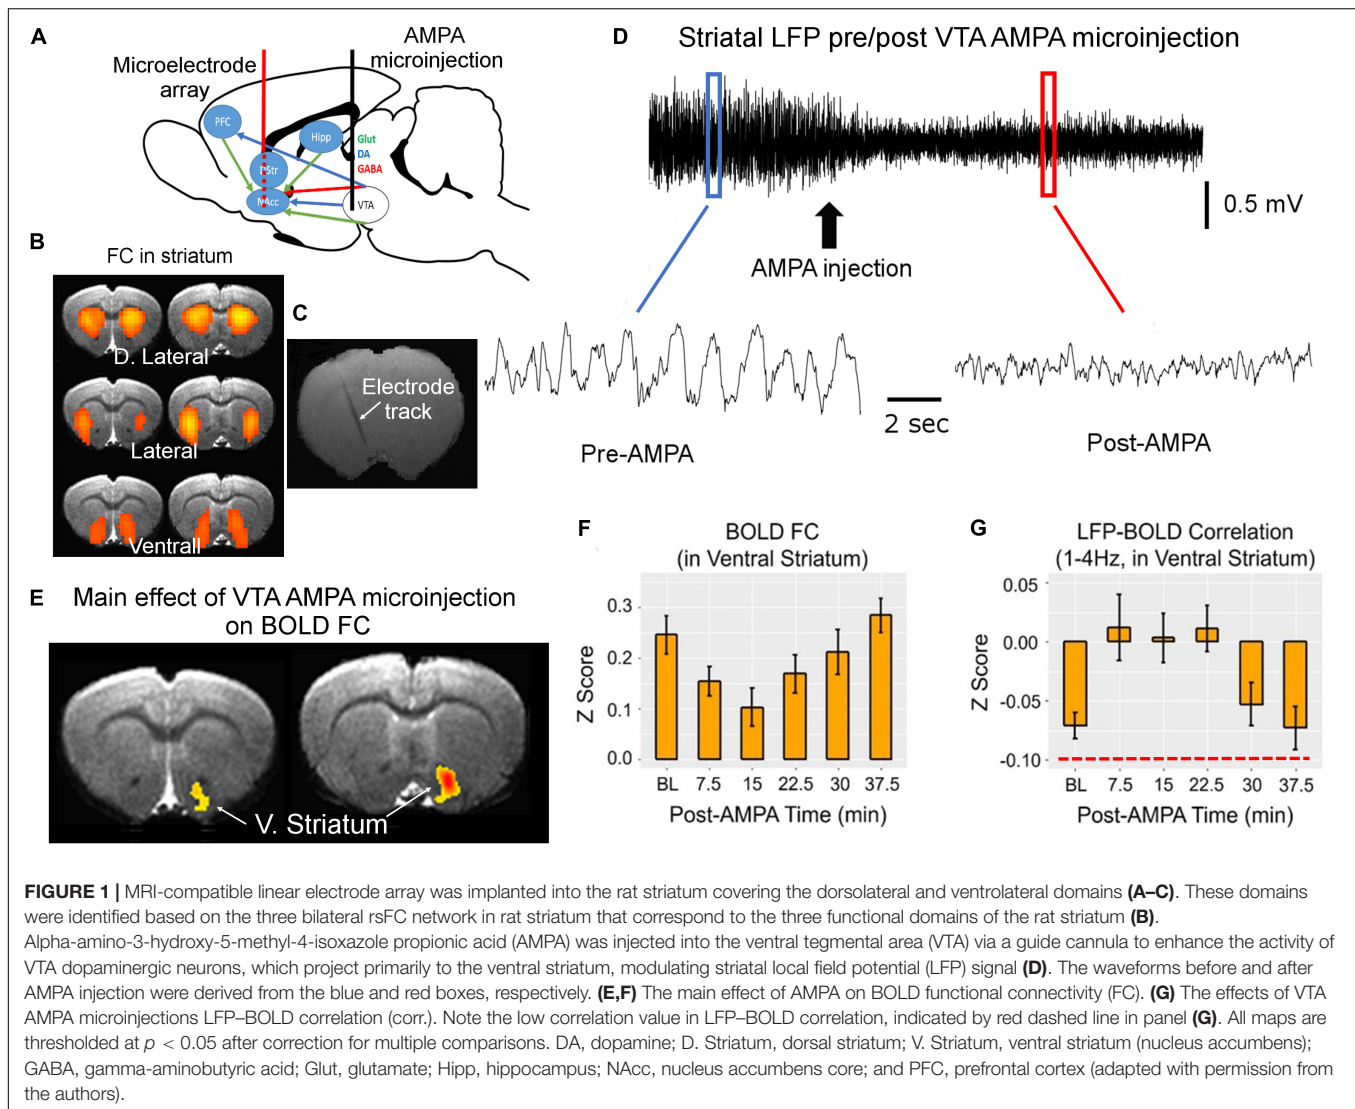 A
AMPA
microinjection
Microelectrode
array
PFC
Hipp
Glut
DA
GABA
Str
NAcc
VTA
B
FC in striatum
D. Lateral
Lateral
Ventrall
C
Electrode
track
D
Striatal LFP pre/post VTA AMPA microinjection
0.5 mV
AMPA injection
2 sec
Pre-AMPA
Post-AMPA
E
Main effect of VTA AMPA microinjection
on BOLD FC
V. Striatum
F
BOLD FC
(in Ventral Striatum)
Z Score
0.3
0.2
0.1
0.0
BL 7.5 15 22.5 30 37.5
Post-AMPA Time (min)
G
LFP-BOLD Correlation
(1-4Hz, in Ventral Striatum)
Z Score
0.05
0.00
-0.05
-0.10
BL 7.5 15 22.5 30 37.5
Post-AMPA Time (min)
FIGURE 1 | MRI-compatible linear electrode array was implanted into the rat striatum covering the dorsolateral and ventrolateral domains (A–C). These domains
were identified based on the three bilateral rsFC network in rat striatum that correspond to the three functional domains of the rat striatum (B).
Alpha-amino-3-hydroxy-5-methyl-4-isoxazole propionic acid (AMPA) was injected into the ventral tegmental area (VTA) via a guide cannula to enhance the activity of
VTA dopaminergic neurons, which project primarily to the ventral striatum, modulating striatal local field potential (LFP) signal (D). The waveforms before and after
AMPA injection were derived from the blue and red boxes, respectively. (E,F) The main effect of AMPA on BOLD functional connectivity (FC). (G) The effects of VTA
AMPA microinjections LFP–BOLD correlation (corr.). Note the low correlation value in LFP–BOLD correlation, indicated by red dashed line in panel (G). All maps are
thresholded at p < 0.05 after correction for multiple comparisons. DA, dopamine; D. Striatum, dorsal striatum; V. Striatum, ventral striatum (nucleus accumbens);
GABA, gamma-aminobutyric acid; Glut, glutamate; Hipp, hippocampus; NAcc, nucleus accumbens core; and PFC, prefrontal cortex (adapted with permission from
the authors).